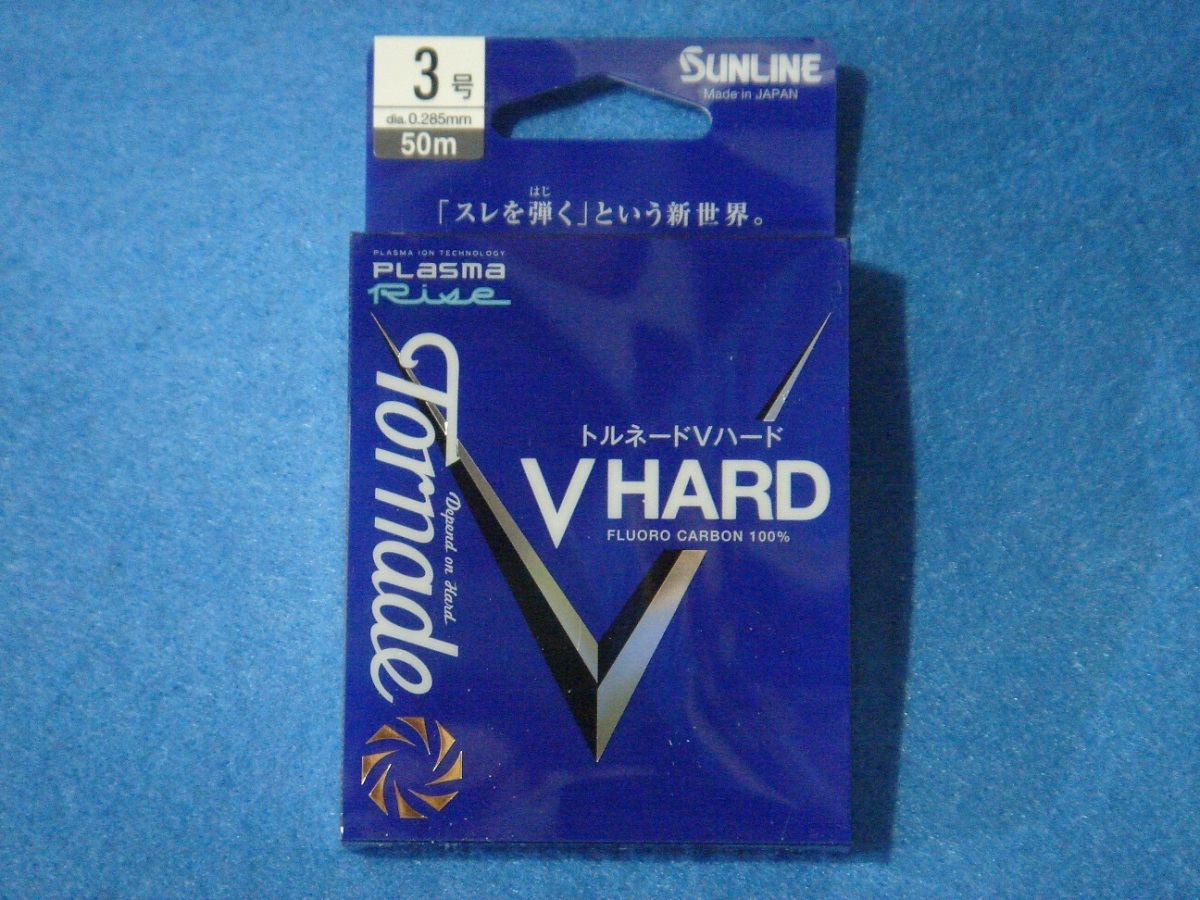 3号
dia. 0.285mm
50m
SUNLINE
Made in JAPAN
はじ
「スレを弾く」という新世界。
PLASMA ION TECHNOLOGY
PLASMA
Rise
Tornade
Depend on Hard.
トルネードVハード
V HARD
FLUORO CARBON 100%